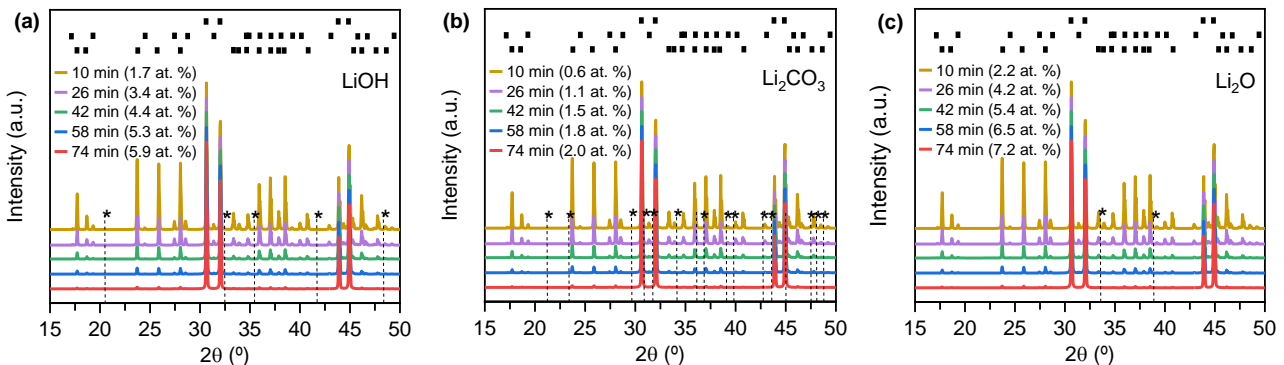 (a)
LiOH
10 min (1.7 at. %)
26 min (3.4 at. %)
42 min (4.4 at. %)
58 min (5.3 at. %)
74 min (5.9 at. %)
* * * * *
Intensity (a.u.)
15 20 25 30 35 40 45 50
2θ (º)
(b)
Li₂CO₃
10 min (0.6 at. %)
26 min (1.1 at. %)
42 min (1.5 at. %)
58 min (1.8 at. %)
74 min (2.0 at. %)
* * * * * * * * * * * * * *
Intensity (a.u.)
15 20 25 30 35 40 45 50
2θ (º)
(c)
Li₂O
10 min (2.2 at. %)
26 min (4.2 at. %)
42 min (5.4 at. %)
58 min (6.5 at. %)
74 min (7.2 at. %)
* *
Intensity (a.u.)
15 20 25 30 35 40 45 50
2θ (º)